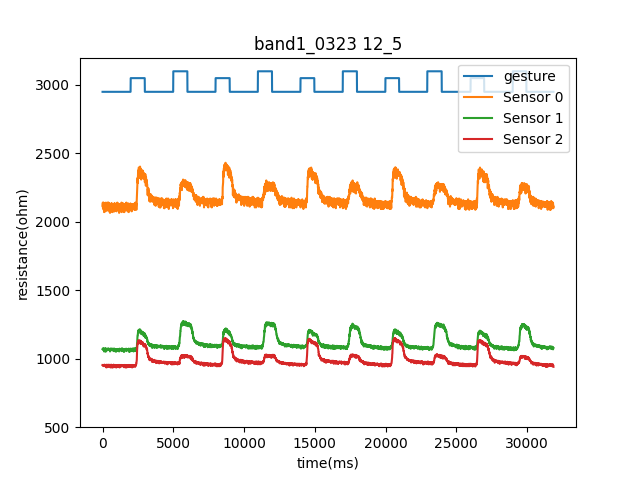 band1_0323 12_5
gesture
Sensor 0
Sensor 1
Sensor 2
3000
2500
2000
1500
1000
500
resistance(ohm)
0 5000 10000 15000 20000 25000 30000
time(ms)